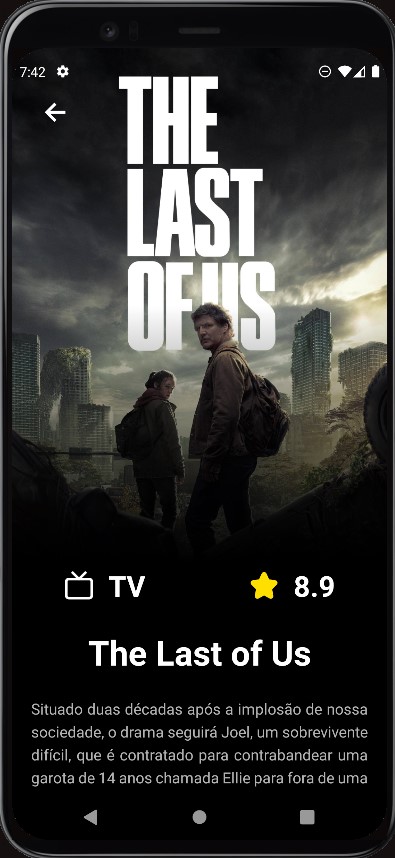 7:42
THE
LAST
OF US
TV
8.9
The Last of Us
Situado duas décadas após a implosão de nossa
sociedade, o drama seguirá Joel, um sobrevivente
difícil, que é contratado para contrabandear uma
garota de 14 anos chamada Ellie para fora de uma